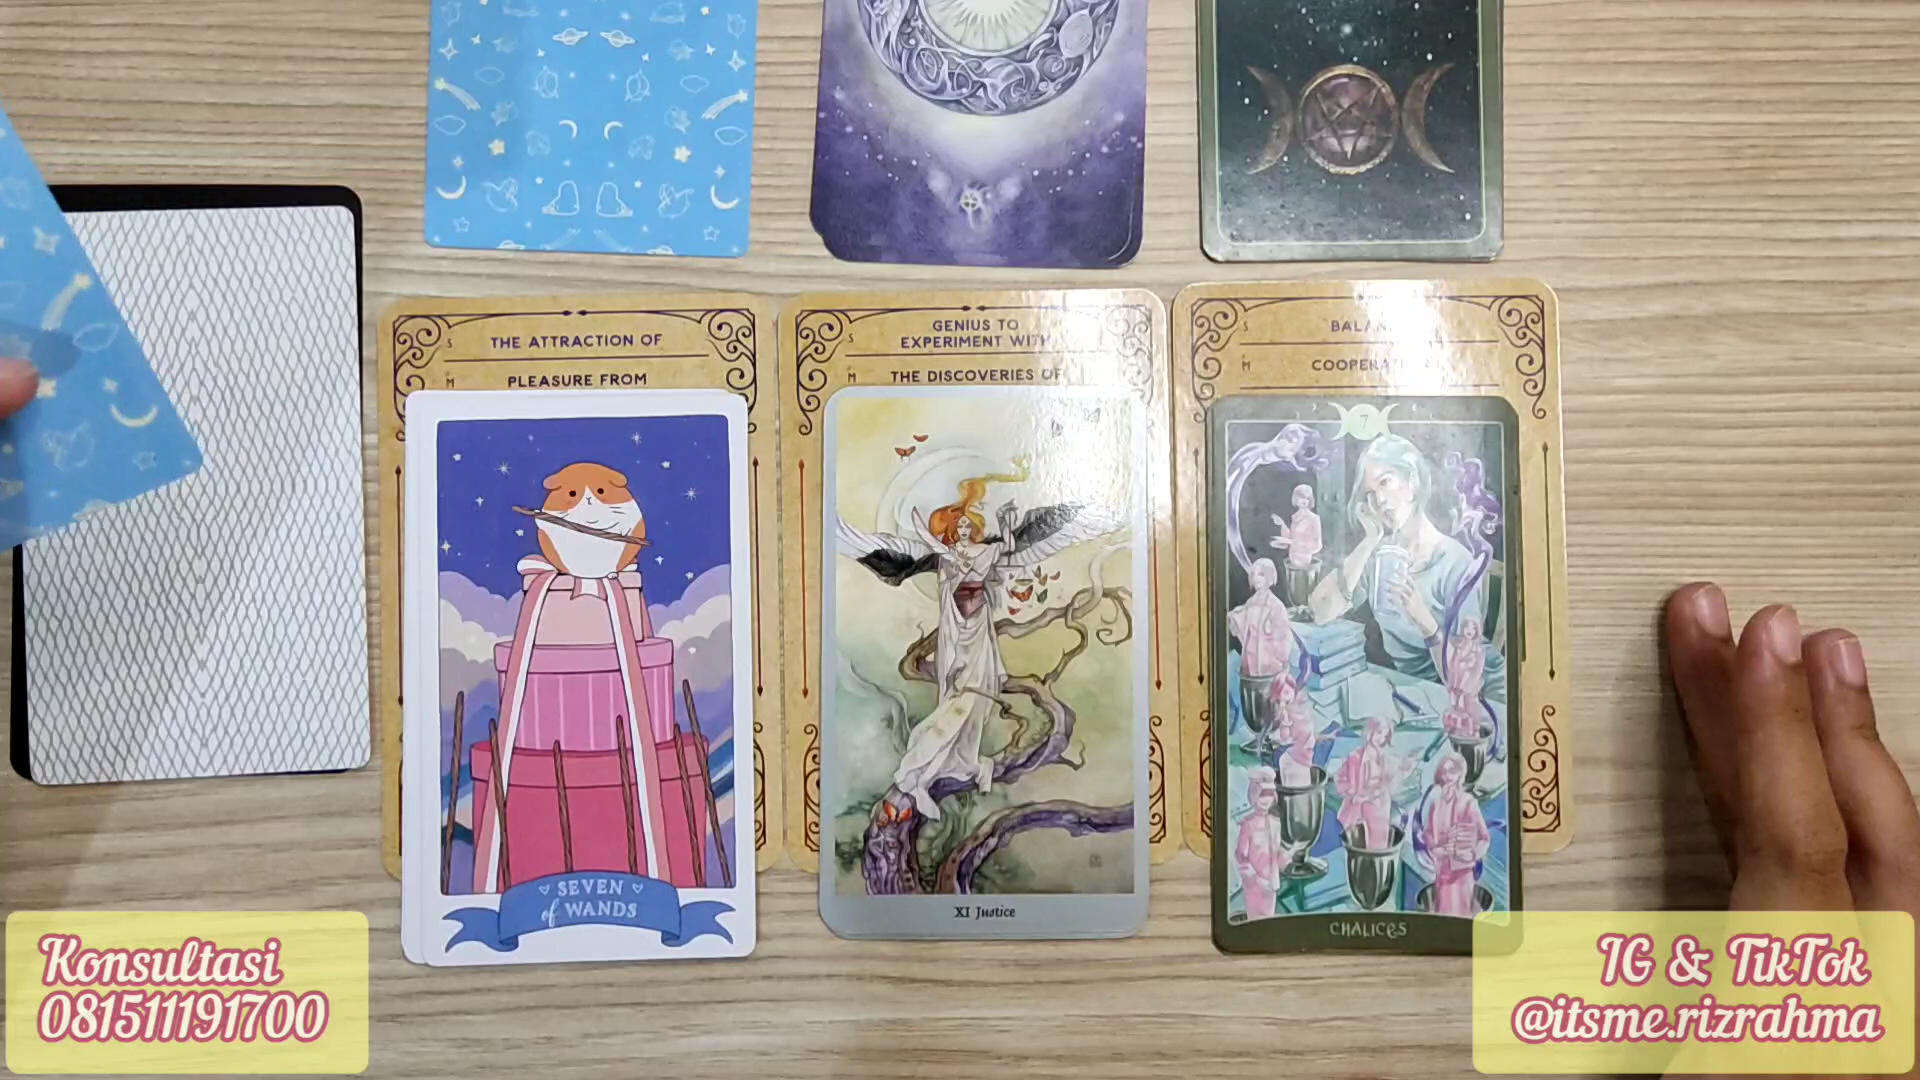 S
THE ATTRACTION OF
M
PLEASURE FROM
S
GENIUS TO
EXPERIMENT WITH
M
THE DISCOVERIES OF
S
M
SEVEN
of WANDS
XI Justice
7
CHALICES
Konsultasi
081511191700
IG & TikTok
@itsme.rizrahma